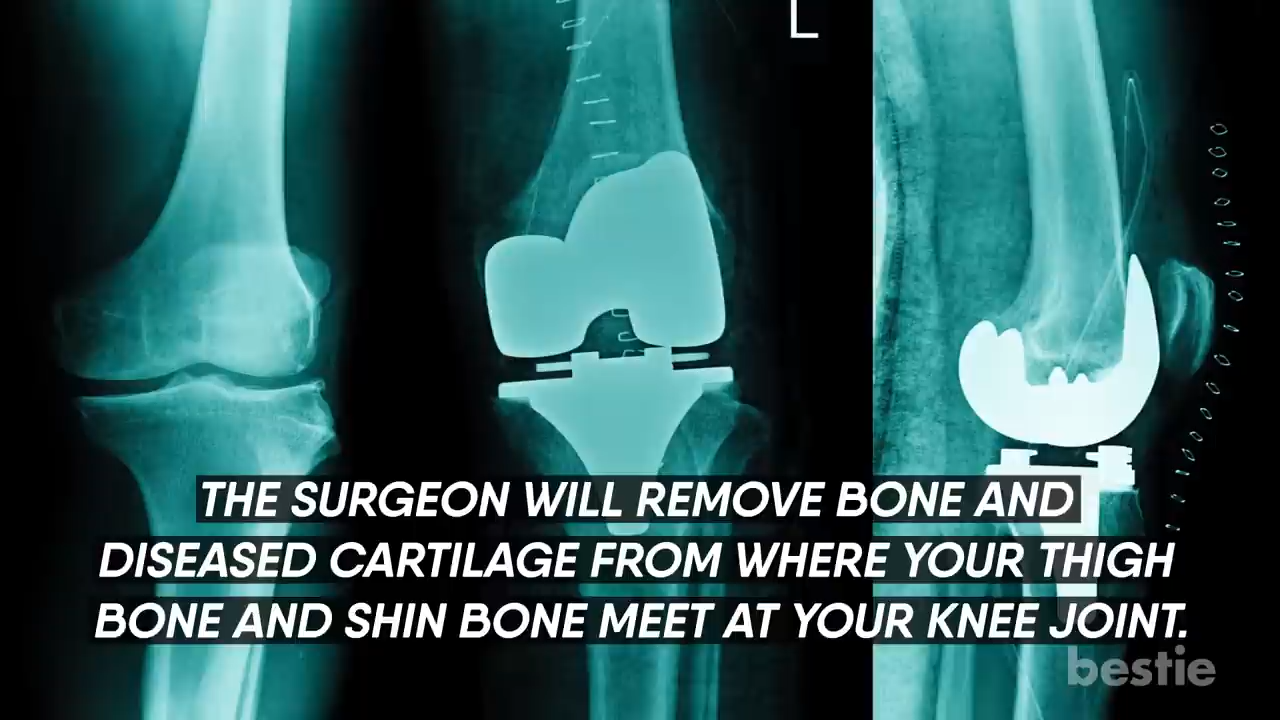 L
THE SURGEON WILL REMOVE BONE AND
DISEASED CARTILAGE FROM WHERE YOUR THIGH
BONE AND SHIN BONE MEET AT YOUR KNEE JOINT.
bestie